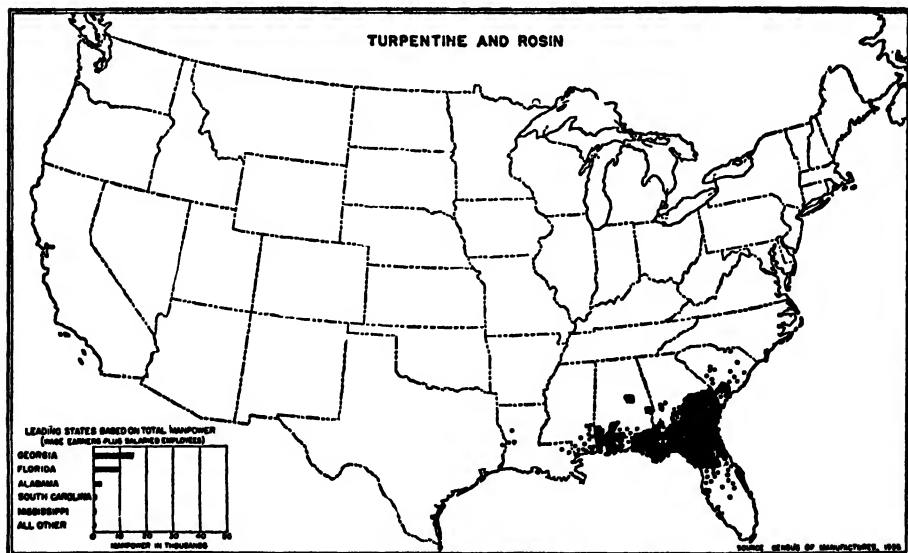 TURPENTINE AND ROSIN
LEADING STATES BASED ON TOTAL MANPOWER
(WAGE EARNERS PLUS SALARIED EMPLOYEES)
GEORGIA
FLORIDA
ALABAMA
SOUTH CAROLINA
MISSISSIPPI
ALL OTHER
0 10 20 30 40 50
MANPOWER IN THOUSANDS
SOURCE CENSUS OF MANUFACTURES,